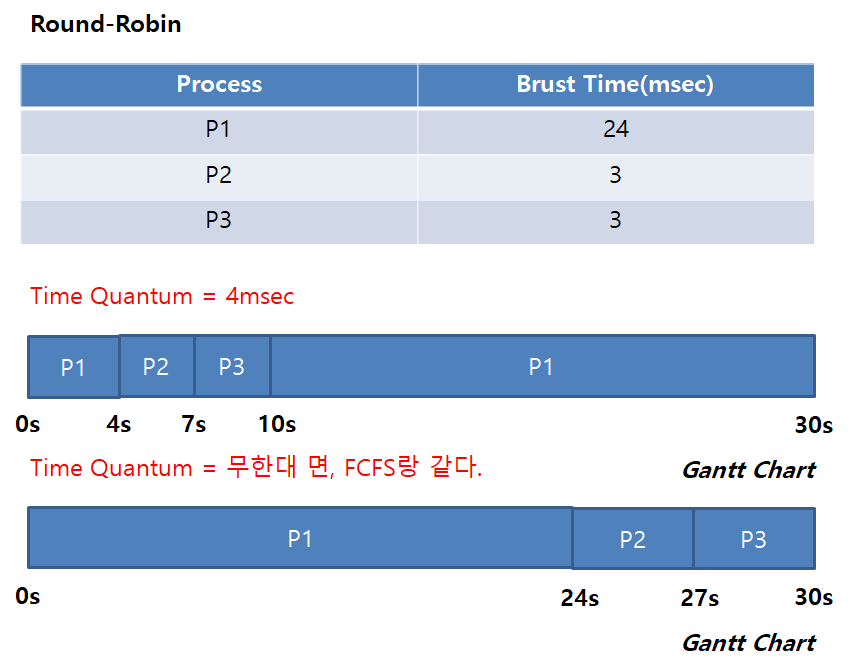 Round-Robin
Process Brust Time(msec)
P1 24
P2 3
P3 3
Time Quantum = 4msec
P1 P2 P3 P1
0s 4s 7s 10s 30s
Time Quantum = 무한대 면, FCFS랑 같다. Gantt Chart
P1 P2 P3
0s 24s 27s 30s
Gantt Chart